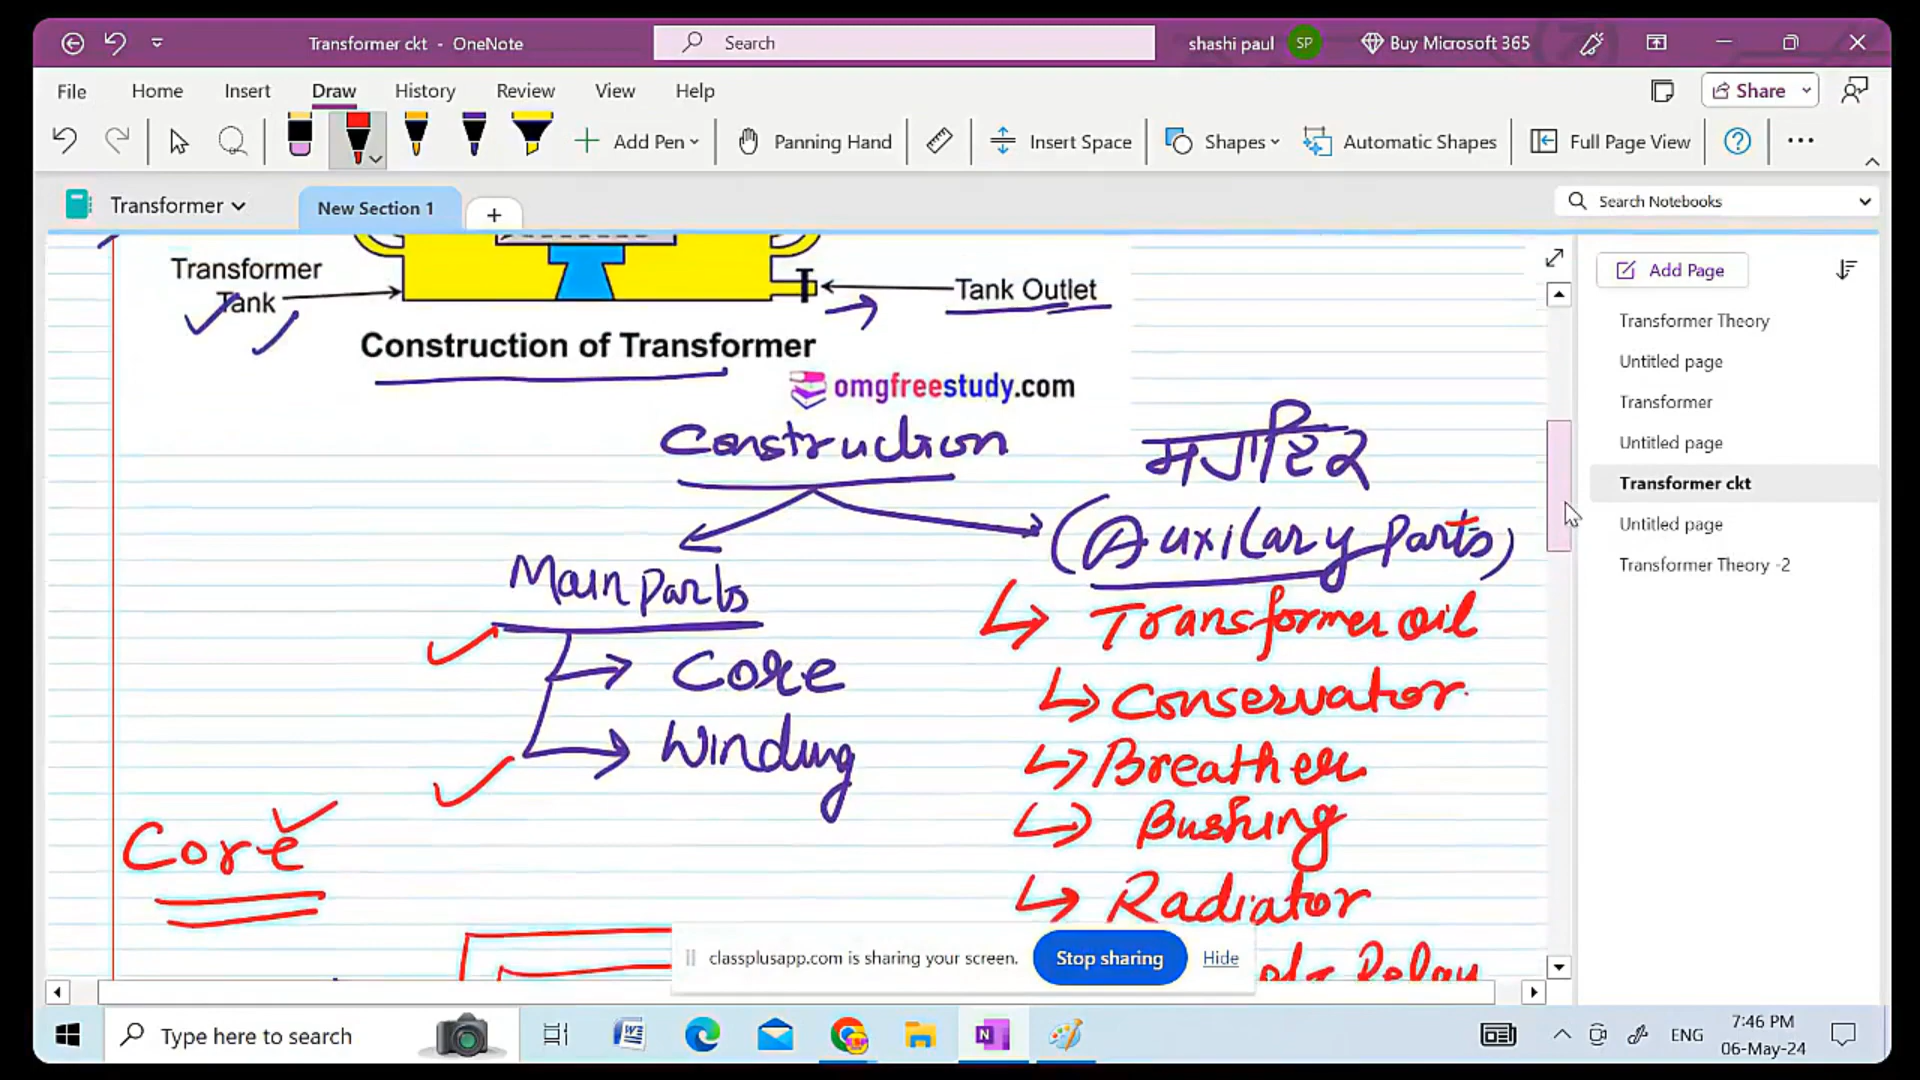 Transformer ckt - OneNote
Search
shashi paul SP
Buy Microsoft 365
File Home Insert Draw History Review View Help
Share
Add Pen
Panning Hand
Insert Space
Shapes
Automatic Shapes
Full Page View
Transformer
New Section 1
Search Notebooks
Transformer
Tank
Tank Outlet
Construction of Transformer
omgfreestudy.com
Construction
ਸਹਾਇਕ
(Auxilary Parts)
Main Parts
Core
Winding
Transformer oil
Conservator
Breather
Bushing
Radiator
Relay
Core
Add Page
Transformer Theory
Untitled page
Transformer
Untitled page
Transformer ckt
Untitled page
Transformer Theory -2
classplusapp.com is sharing your screen.
Stop sharing
Hide
Type here to search
ENG
7:46 PM
06-May-24